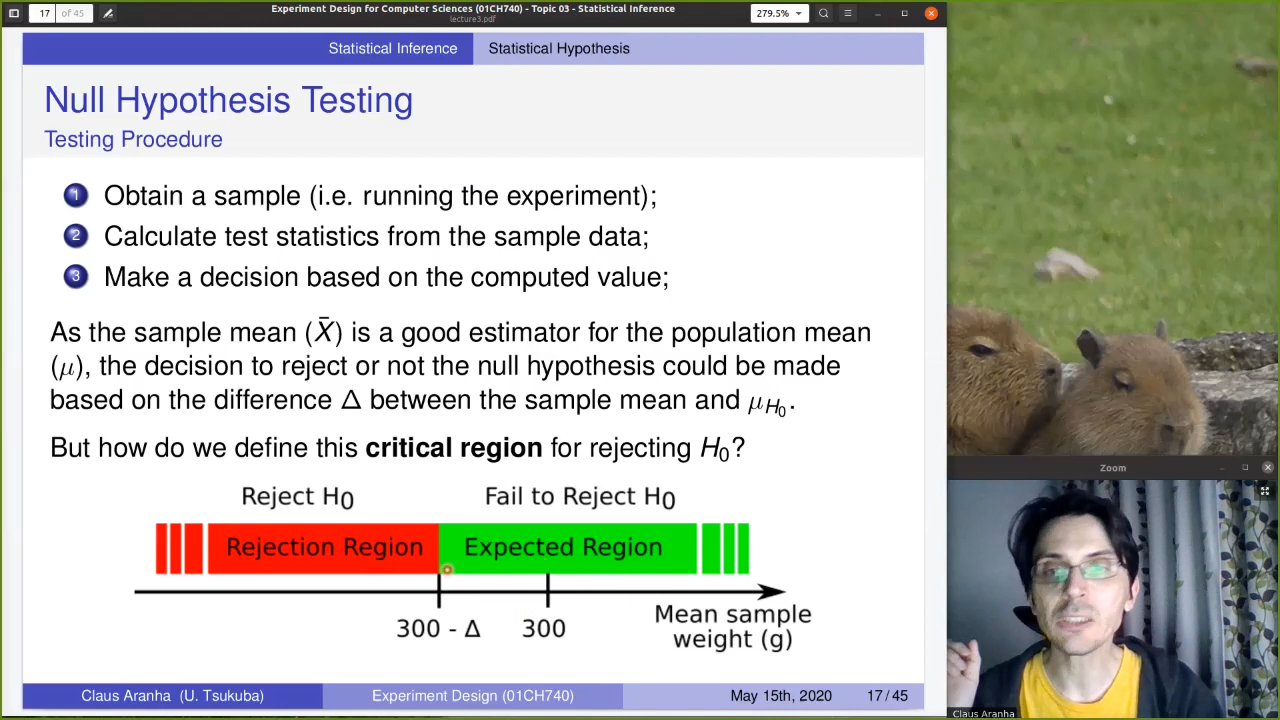 17 of 45
Experiment Design for Computer Sciences (01CH740) - Topic 03 - Statistical Inference
lecture3.pdf
279.5%
Statistical Inference
Statistical Hypothesis
Null Hypothesis Testing
Testing Procedure
1 Obtain a sample (i.e. running the experiment);
2 Calculate test statistics from the sample data;
3 Make a decision based on the computed value;
As the sample mean (X̄) is a good estimator for the population mean
(μ), the decision to reject or not the null hypothesis could be made
based on the difference Δ between the sample mean and μH₀.
But how do we define this critical region for rejecting H₀?
Reject H₀
Fail to Reject H₀
Rejection Region
Expected Region
300 - Δ
300
Mean sample
weight (g)
Claus Aranha (U. Tsukuba)
Experiment Design (01CH740)
May 15th, 2020
17 / 45
Zoom
Claus Aranha